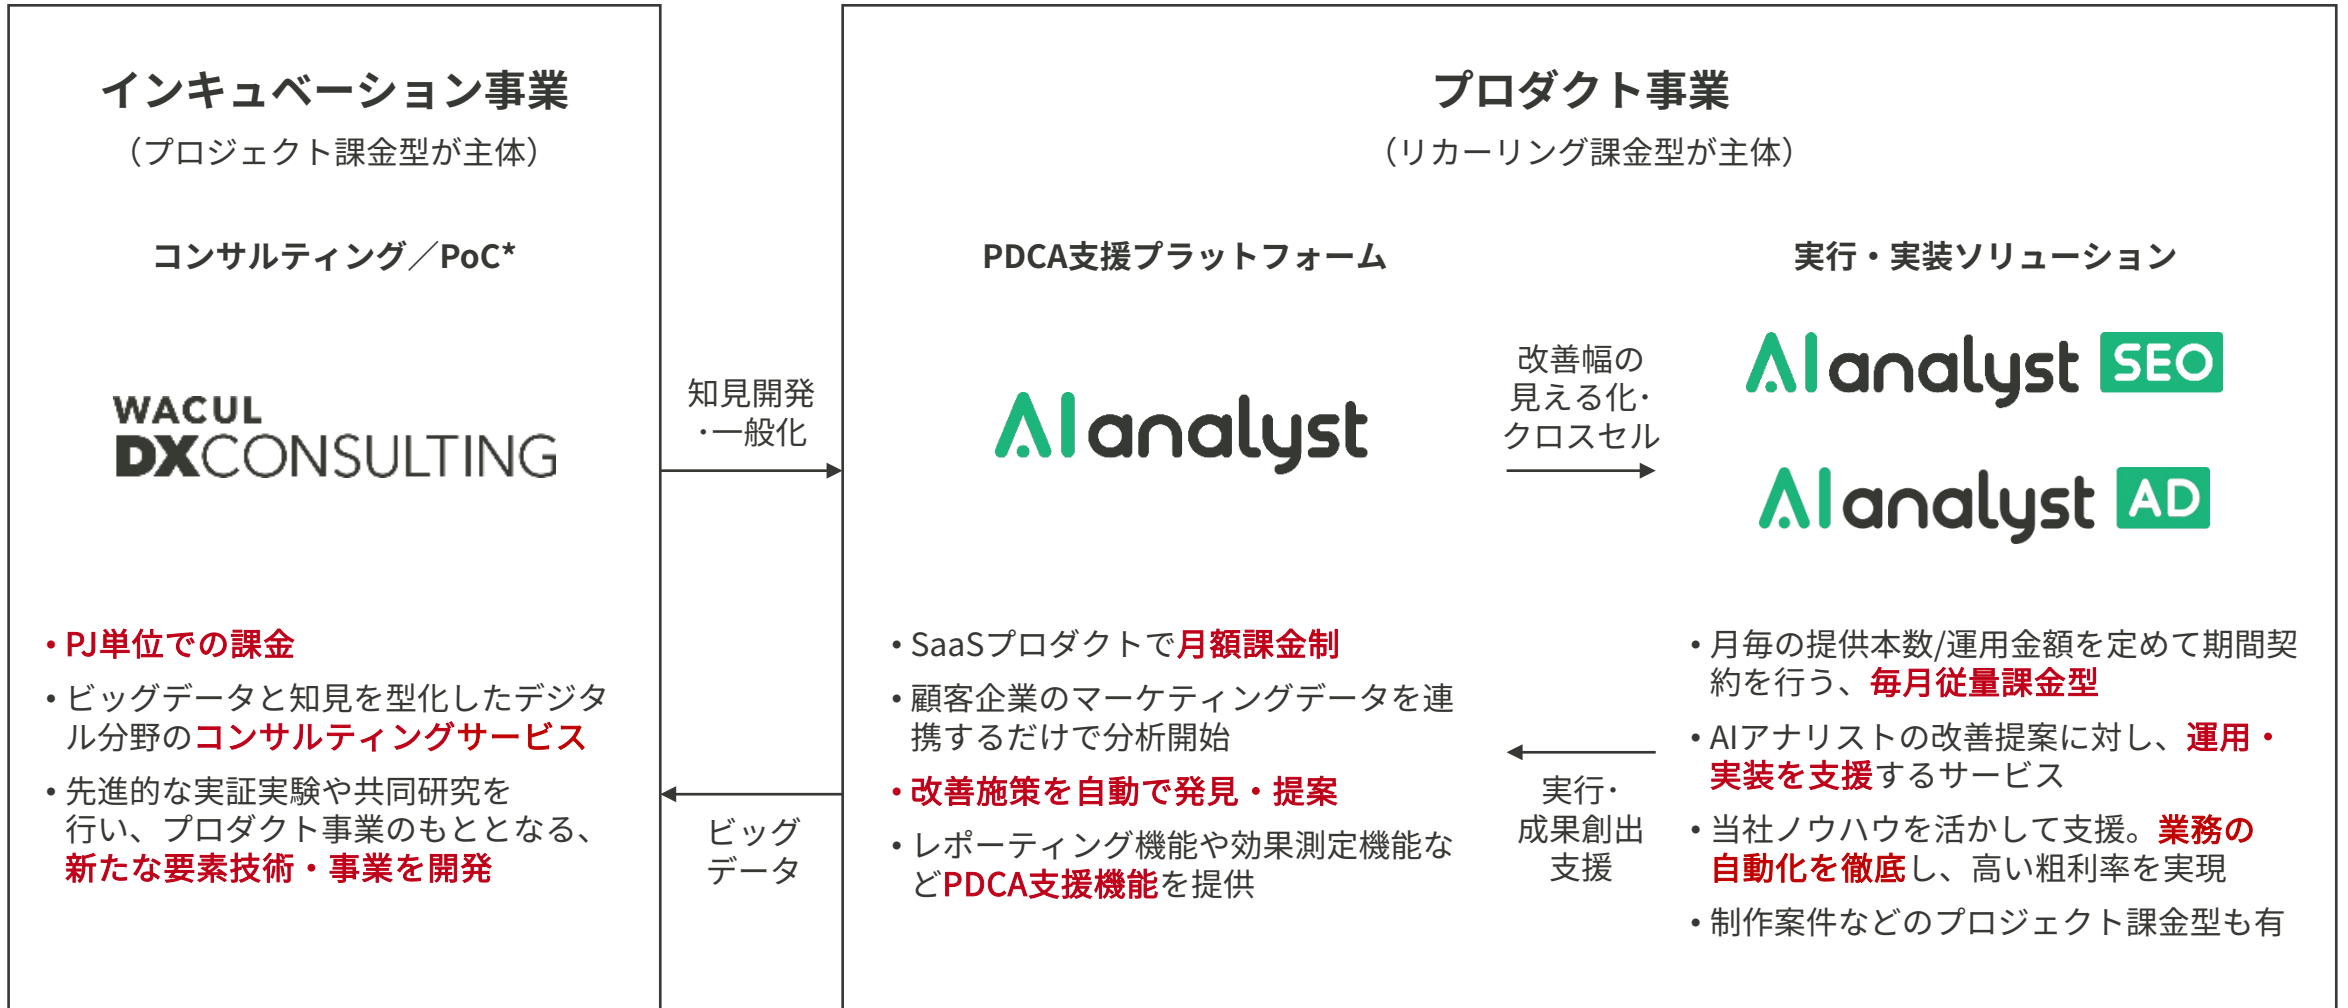 インキュベーション事業
（プロジェクト課金型が主体）
コンサルティング／PoC*
WACUL
DXCONSULTING
・PJ単位での課金
・ビッグデータと知見を型化したデジタ
ル分野のコンサルティングサービス
・先進的な実証実験や共同研究を
行い、プロダクト事業のもととなる、
新たな要素技術・事業を開発
知見開発
・一般化
ビッグ
データ
プロダクト事業
（リカーリング課金型が主体）
PDCA支援プラットフォーム
AI analyst
・SaaSプロダクトで月額課金制
・顧客企業のマーケティングデータを連
携するだけで分析開始
・改善施策を自動で発見・提案
・レポーティング機能や効果測定機能な
どPDCA支援機能を提供
改善幅の
見える化・
クロスセル
実行・
成果創出
支援
実行・実装ソリューション
AI analyst SEO
AI analyst AD
・月毎の提供本数/運用金額を定めて期間契
約を行う、毎月従量課金型
・AIアナリストの改善提案に対し、運用・
実装を支援するサービス
・当社ノウハウを活かして支援。業務の
自動化を徹底し、高い粗利率を実現
・制作案件などのプロジェクト課金型も有